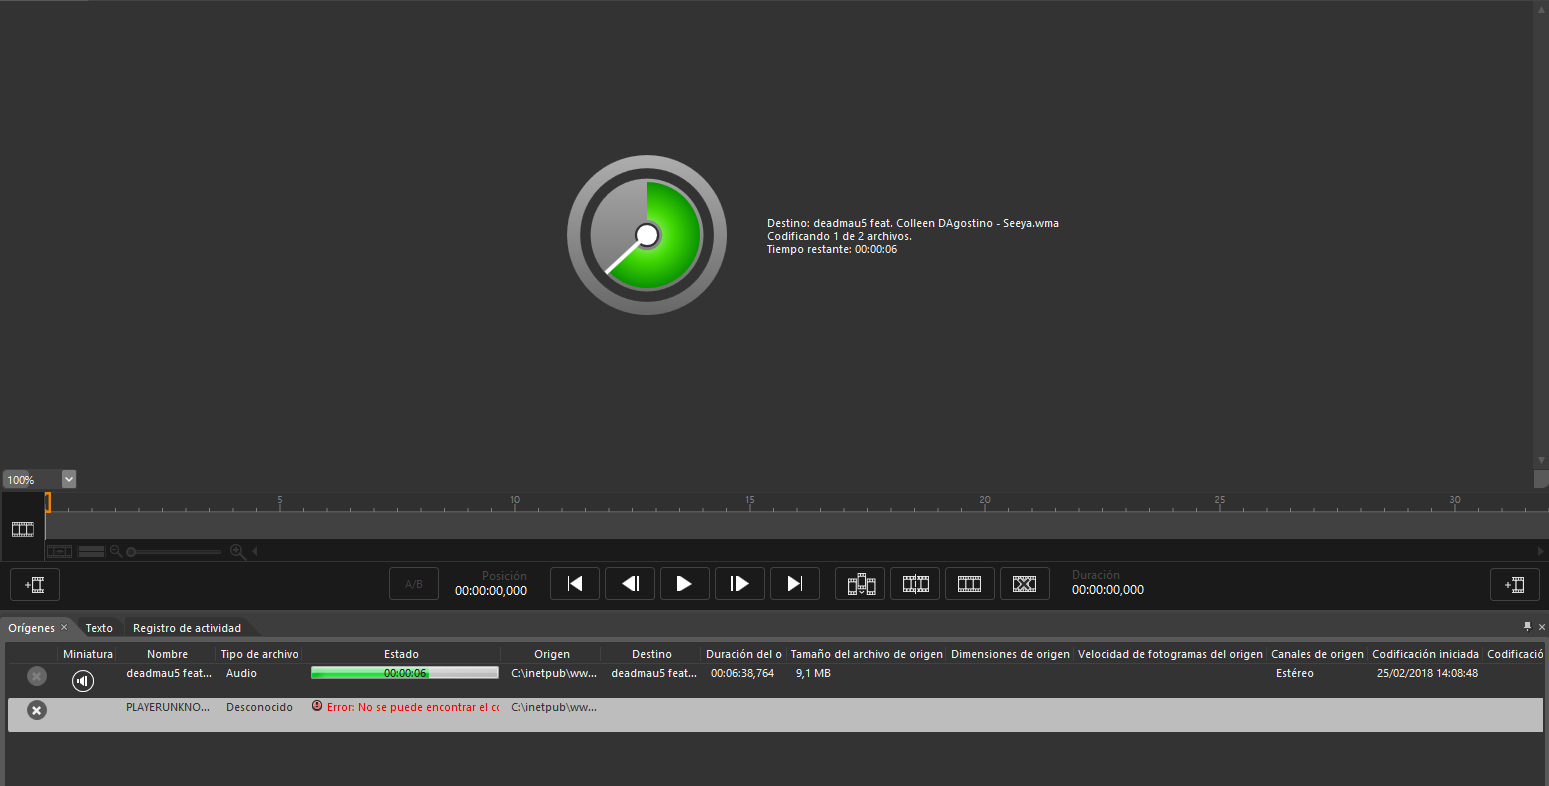 Destino: deadmau5 feat. Colleen DAgostino - Seeya.wma
Codificando 1 de 2 archivos.
Tiempo restante: 00:00:06
100%
5 10 15 20 25 30
A/B
Posición
00:00:00,000
Duración
00:00:00,000
Orígenes Texto Registro de actividad
Miniatura Nombre Tipo de archivo Estado Origen Destino Duración del o Tamaño del archivo de origen Dimensiones de origen Velocidad de fotogramas del origen Canales de origen Codificación iniciada Codificació
deadmau5 feat... Audio 00:00:06 C:\inetpub\ww... deadmau5 feat... 00:06:38,764 9,1 MB Estéreo 25/02/2018 14:08:48
PLAYERUNKNO... Desconocido Error: No se puede encontrar el co C:\inetpub\ww...